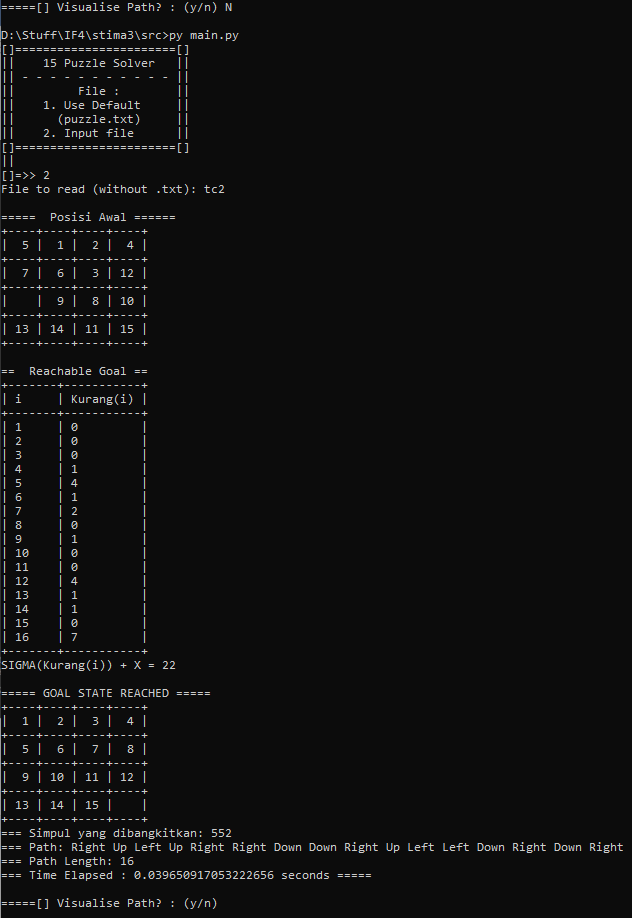 =====[] Visualise Path? : (y/n) N
D:\Stuff\IF4\stima3\src>py main.py
[]=======================[]
||    15 Puzzle Solver   ||
|| - - - - - - - - - - - ||
||         File :        ||
||    1. Use Default     ||
||      (puzzle.txt)     ||
||    2. Input file      ||
[]=======================[]
||
[]=>> 2
File to read (without .txt): tc2
=====  Posisi Awal ======
+----+----+----+----+
|  5 |  1 |  2 |  4 |
+----+----+----+----+
|  7 |  6 |  3 | 12 |
+----+----+----+----+
|    |  9 |  8 | 10 |
+----+----+----+----+
| 13 | 14 | 11 | 15 |
+----+----+----+----+
==  Reachable Goal ==
+-------+-----------+
| i     | Kurang(i) |
+-------+-----------+
| 1     | 0         |
| 2     | 0         |
| 3     | 0         |
| 4     | 1         |
| 5     | 4         |
| 6     | 1         |
| 7     | 2         |
| 8     | 0         |
| 9     | 1         |
| 10    | 0         |
| 11    | 0         |
| 12    | 4         |
| 13    | 1         |
| 14    | 1         |
| 15    | 0         |
| 16    | 7         |
+-------+-----------+
SIGMA(Kurang(i)) + X = 22
===== GOAL STATE REACHED =====
+----+----+----+----+
|  1 |  2 |  3 |  4 |
+----+----+----+----+
|  5 |  6 |  7 |  8 |
+----+----+----+----+
|  9 | 10 | 11 | 12 |
+----+----+----+----+
| 13 | 14 | 15 |    |
+----+----+----+----+
=== Simpul yang dibangkitkan: 552
=== Path: Right Up Left Up Right Right Down Down Right Up Left Left Down Right Down Right
=== Path Length: 16
=== Time Elapsed : 0.039650917053222656 seconds =====
=====[] Visualise Path? : (y/n)